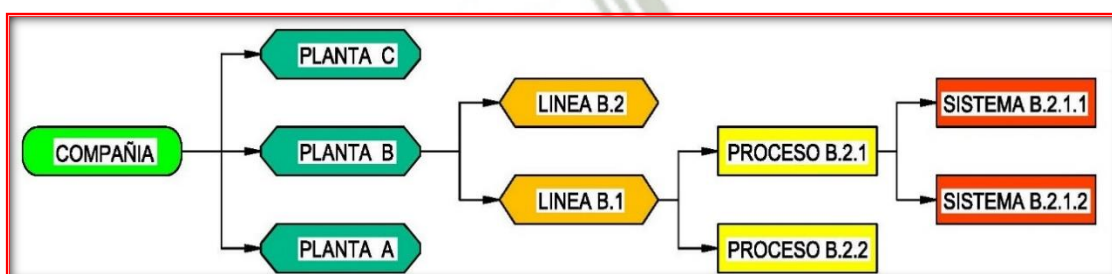 COMPAÑIA
PLANTA C
PLANTA B
PLANTA A
LINEA B.2
LINEA B.1
PROCESO B.2.1
PROCESO B.2.2
SISTEMA B.2.1.1
SISTEMA B.2.1.2